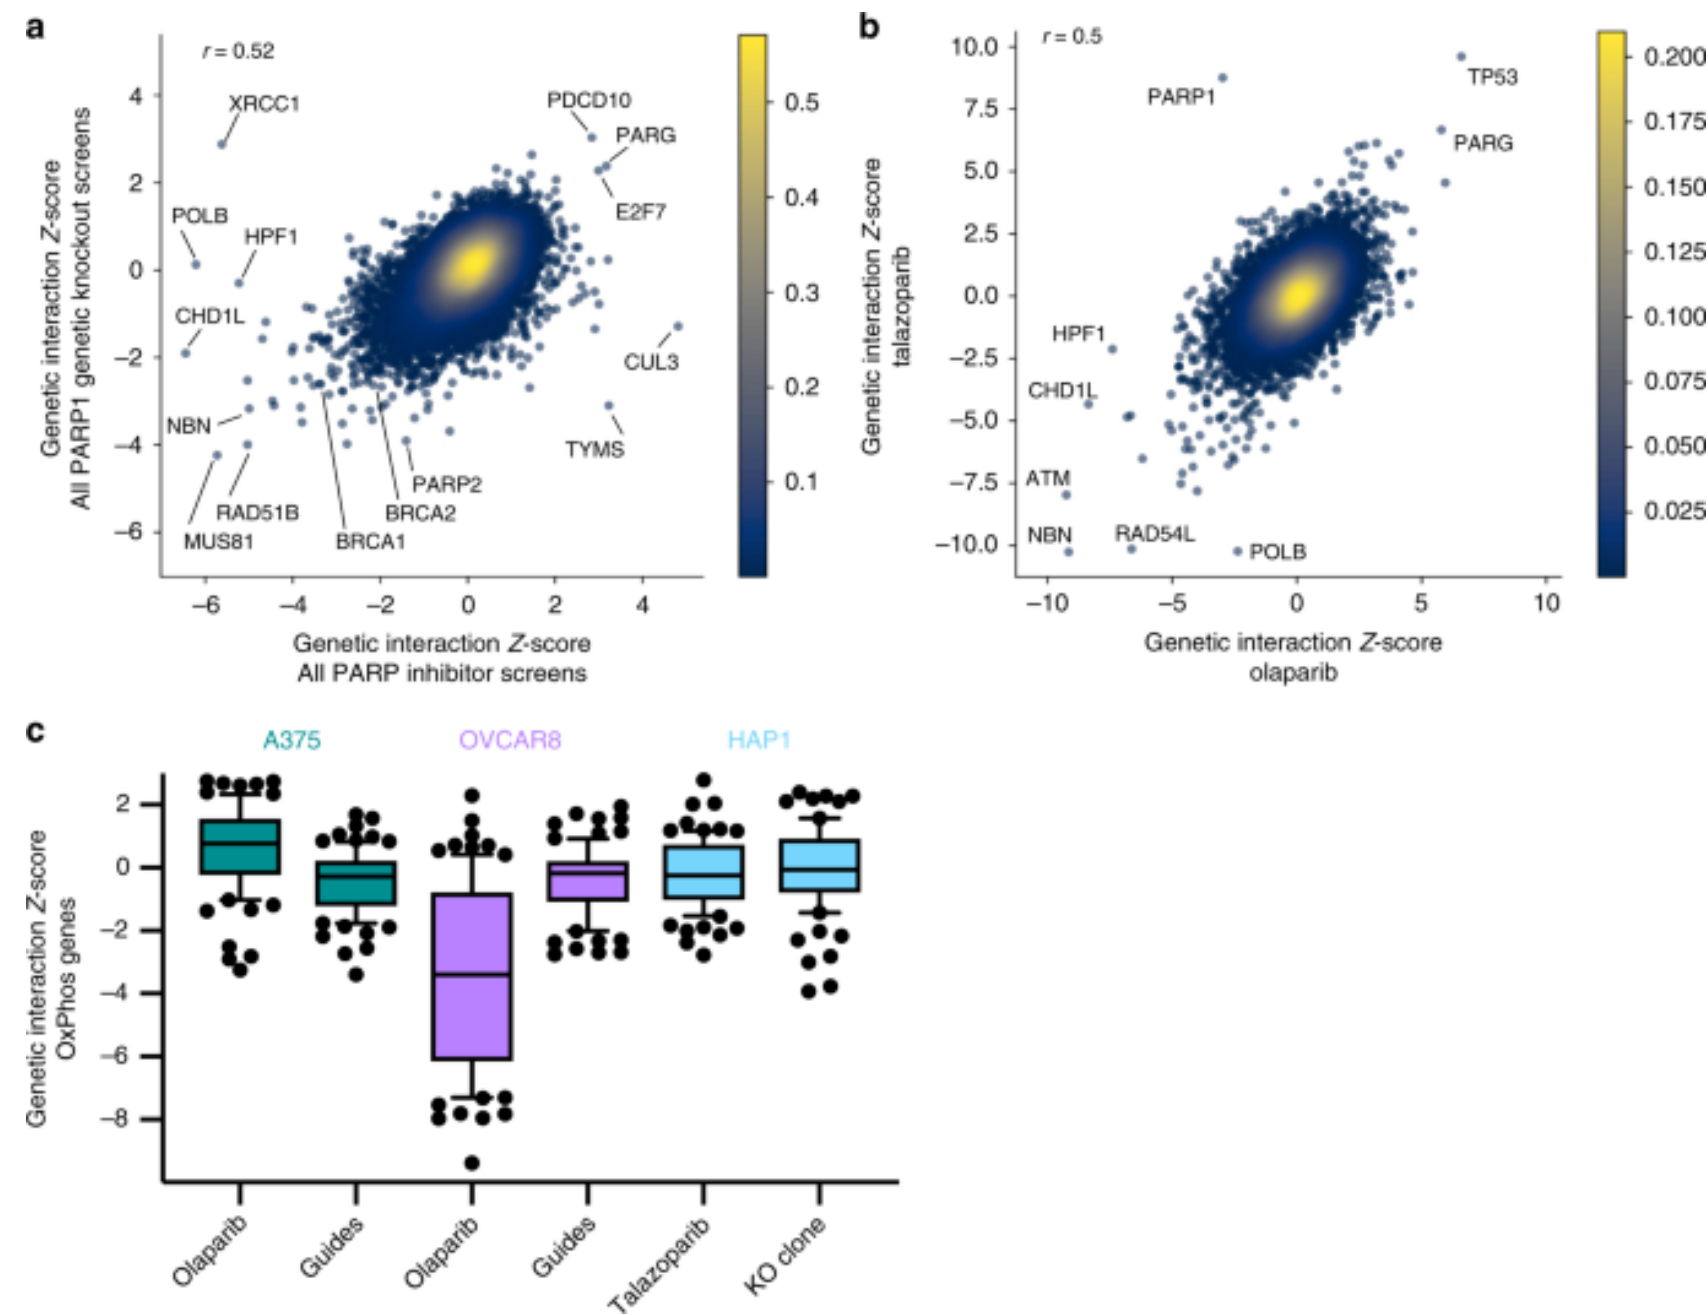 a
r = 0.52
XRCC1
PDCD10
PARG
E2F7
POLB
HPF1
CHD1L
CUL3
NBN
TYMS
PARP2
RAD51B
BRCA2
MUS81
BRCA1
4
2
0
−2
−4
−6
−6
−4
−2
0
2
4
0.5
0.4
0.3
0.2
0.1
Genetic interaction Z-score
All PARP1 genetic knockout screens
Genetic interaction Z-score
All PARP inhibitor screens
b
r = 0.5
TP53
PARP1
PARG
HPF1
CHD1L
ATM
NBN
RAD54L
POLB
10.0
7.5
5.0
2.5
0.0
−2.5
−5.0
−7.5
−10.0
−10
−5
0
5
10
0.200
0.175
0.150
0.125
0.100
0.075
0.050
0.025
Genetic interaction Z-score
talazoparib
Genetic interaction Z-score
olaparib
c
A375
OVCAR8
HAP1
2
0
−2
−4
−6
−8
Genetic interaction Z-score
OxPhos genes
Olaparib
Guides
Olaparib
Guides
Talazoparib
KO clone